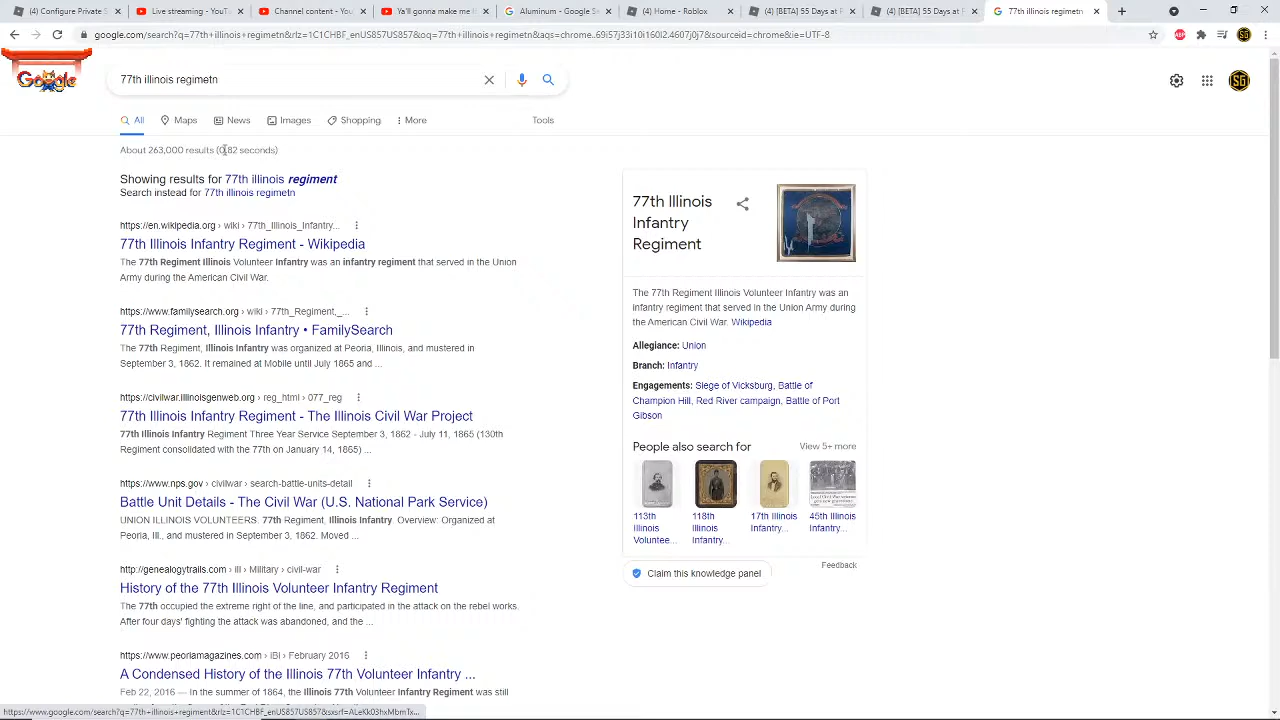 (4) Configure Private S
Live streaming - YouTu
Channel content - YouT
Ya'll gonna make me l
Aluminum - Google Se
(4) Home - Roblox
(4) [BETA] 55 Days at P
(4) [BETA] 55 Days at
77th illinois regimetn
google.com/search?q=77th+illinois+regimetn&rlz=1C1CHBF_enUS857US857&oq=77th+illinois+regimetn&aqs=chrome..69i57j33i10i160l2.4607j0j7&sourceid=chrome&ie=UTF-8
Google
77th illinois regimetn
All
Maps
News
Images
Shopping
More
Tools
About 263,000 results (0.82 seconds)
Showing results for 77th illinois regiment
Search instead for 77th illinois regimetn
https://en.wikipedia.org › wiki › 77th_Illinois_Infantry...
77th Illinois Infantry Regiment - Wikipedia
The 77th Regiment Illinois Volunteer Infantry was an infantry regiment that served in the Union
Army during the American Civil War.
https://www.familysearch.org › wiki › 77th_Regiment,_...
77th Regiment, Illinois Infantry • FamilySearch
The 77th Regiment, Illinois Infantry was organized at Peoria, Illinois, and mustered in
September 3, 1862. It remained at Mobile until July 1865 and ...
https://civilwar.illinoisgenweb.org › reg_html › 077_reg
77th Illinois Infantry Regiment - The Illinois Civil War Project
77th Illinois Infantry Regiment Three Year Service September 3, 1862 - July 11, 1865 (130th
Regiment consolidated with the 77th on January 14, 1865) ...
https://www.nps.gov › civilwar › search-battle-units-detail
Battle Unit Details - The Civil War (U.S. National Park Service)
UNION ILLINOIS VOLUNTEERS. 77th Regiment, Illinois Infantry. Overview: Organized at
Peoria, Ill., and mustered in September 3, 1862. Moved ...
http://genealogytrails.com › ill › Military › civil-war
History of the 77th Illinois Volunteer Infantry Regiment
The 77th occupied the extreme right of the line, and participated in the attack on the rebel works.
After four days' fighting the attack was abandoned, and the ...
https://www.peoriamagazines.com › iBi › February 2016
A Condensed History of the Illinois 77th Volunteer Infantry ...
Feb 22, 2016 — In the summer of 1864, the Illinois 77th Volunteer Infantry Regiment was still
77th Illinois
Infantry
Regiment
The 77th Regiment Illinois Volunteer Infantry was an
infantry regiment that served in the Union Army during
the American Civil War. Wikipedia
Allegiance: Union
Branch: Infantry
Engagements: Siege of Vicksburg, Battle of
Champion Hill, Red River campaign, Battle of Port
Gibson
People also search for
View 5+ more
113th
Illinois
Voluntee...
118th
Illinois
Infantry...
17th Illinois
Infantry...
45th Illinois
Infantry...
Claim this knowledge panel
Feedback
SG